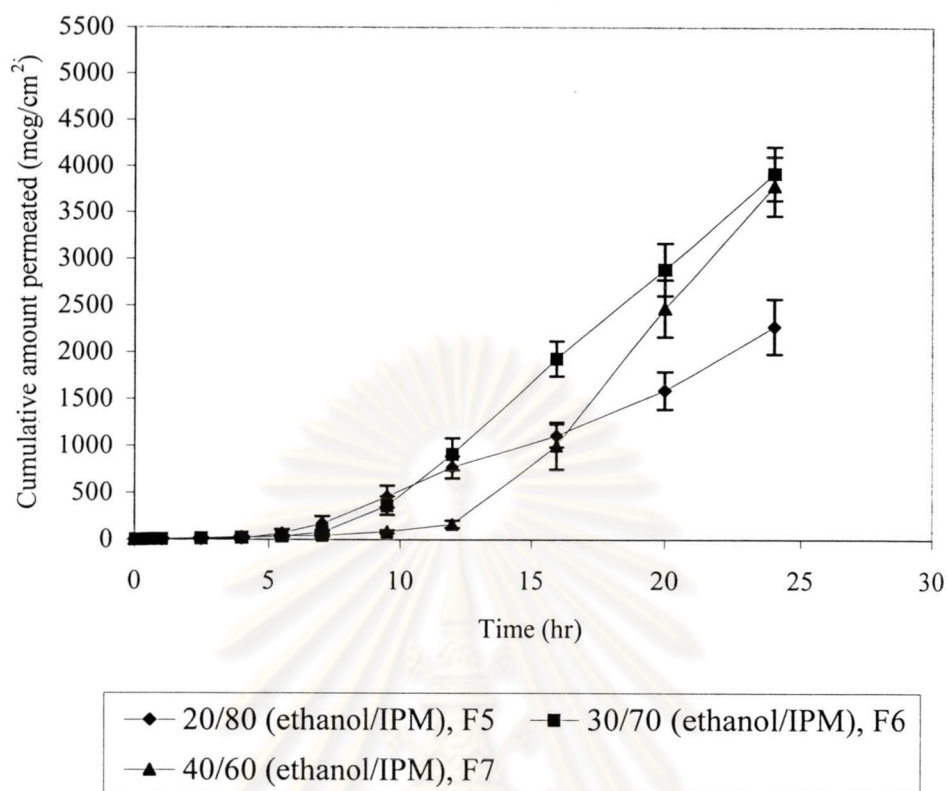 5500
5000
4500
4000
3500
3000
2500
2000
1500
1000
500
0
Cumulative amount permeated (mcg/cm²)
0 5 10 15 20 25 30
Time (hr)
20/80 (ethanol/IPM), F5 30/70 (ethanol/IPM), F6
40/60 (ethanol/IPM), F7